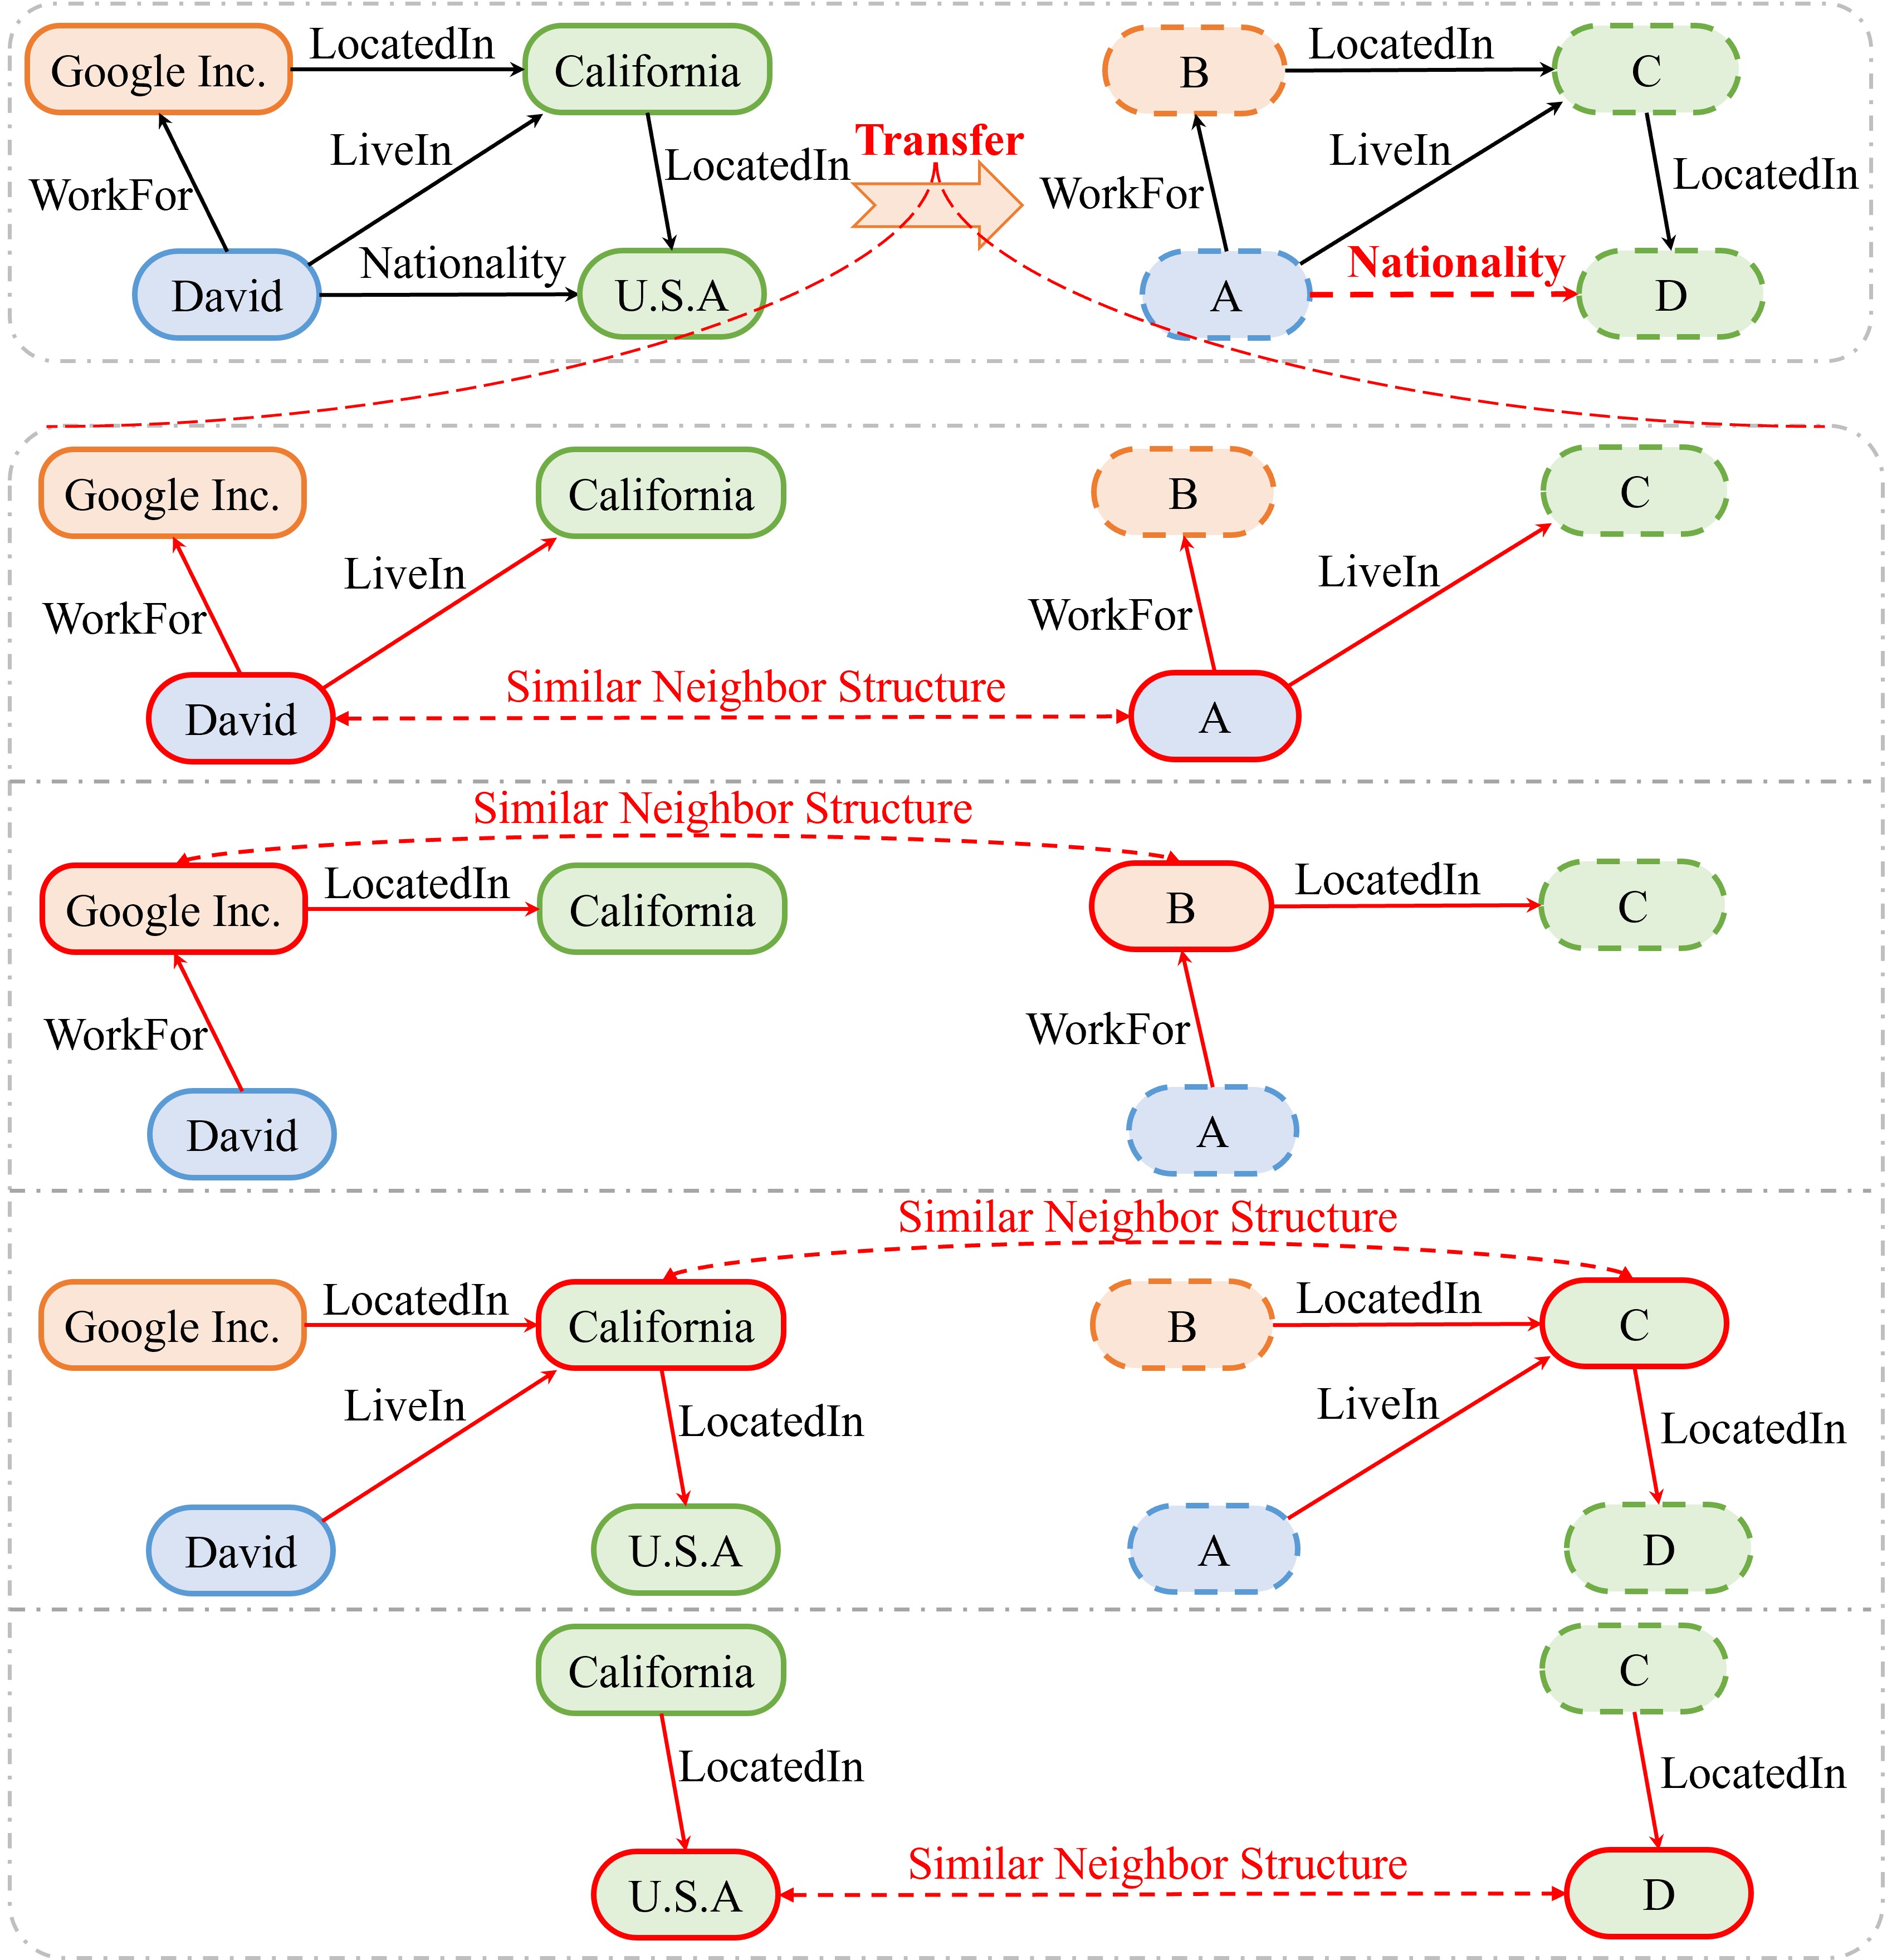 Google Inc.
LocatedIn
California
B
LocatedIn
C
LiveIn
Transfer
LocatedIn
LiveIn
WorkFor
WorkFor
LocatedIn
David
Nationality
U.S.A
A
Nationality
D
Google Inc.
California
B
C
LiveIn
LiveIn
WorkFor
WorkFor
David
Similar Neighbor Structure
A
Similar Neighbor Structure
Google Inc.
LocatedIn
California
B
LocatedIn
C
WorkFor
WorkFor
David
A
Similar Neighbor Structure
Google Inc.
LocatedIn
California
B
LocatedIn
C
LiveIn
LocatedIn
LiveIn
LocatedIn
David
U.S.A
A
D
California
C
LocatedIn
LocatedIn
U.S.A
Similar Neighbor Structure
D